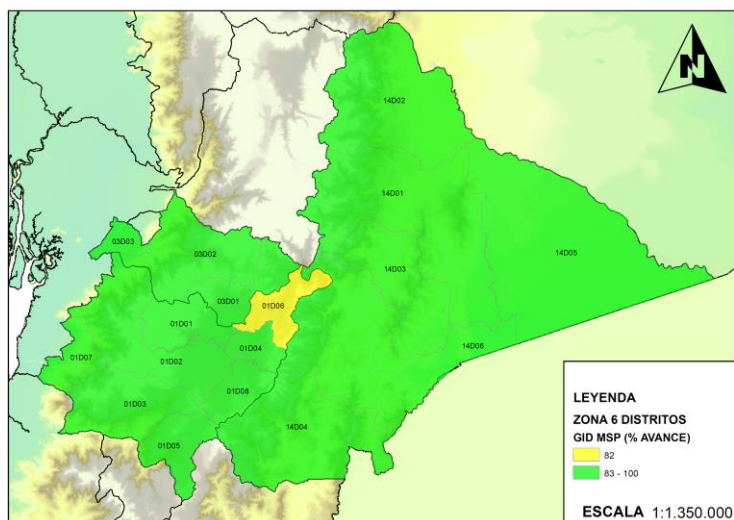 N
14D02
14D01
03D03
03D02
14D05
14D03
03D01
01D06
01D01
01D04
14D06
01D07
01D02
01D08
01D03
14D04
01D05
LEYENDA
ZONA 6 DISTRITOS
GID MSP (% AVANCE)
82
83 - 100
ESCALA 1:1.350.000